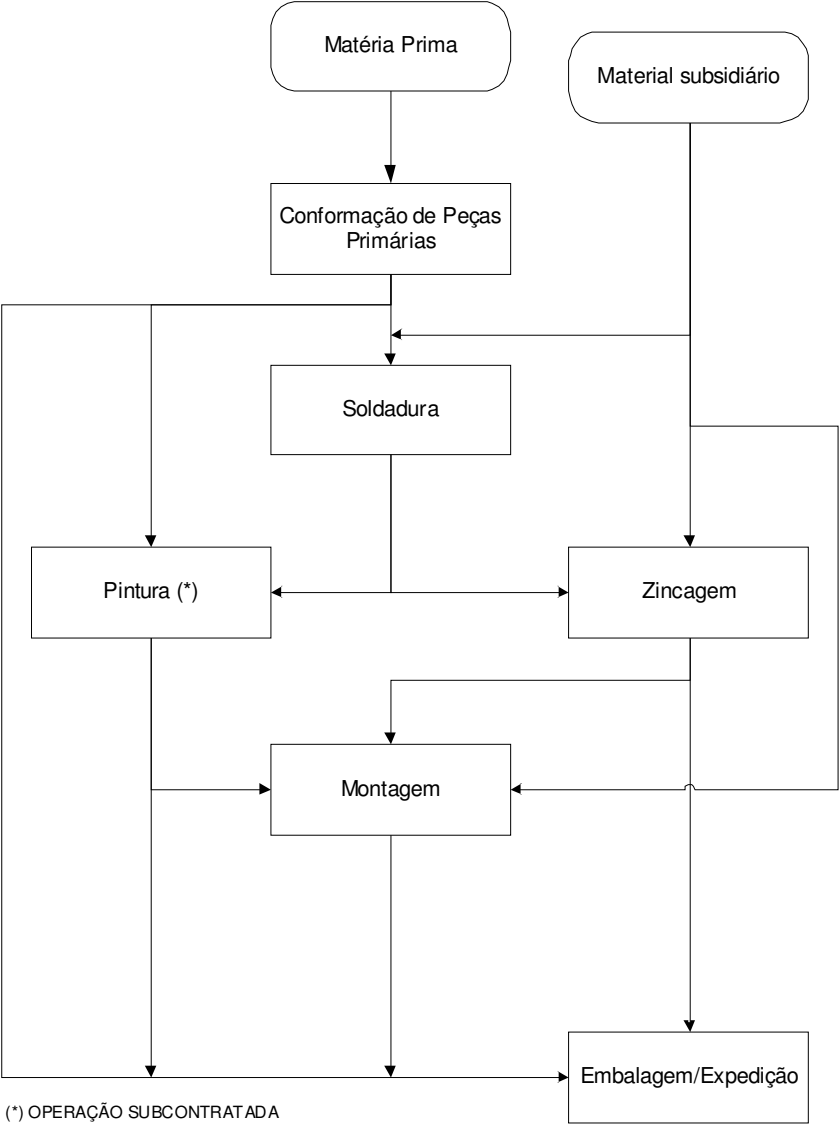 Matéria Prima
Material subsidiário
Conformação de Peças
Primárias
Soldadura
Pintura (*)
Zincagem
Montagem
Embalagem/Expedição
(*) OPERAÇÃO SUBCONTRATADA